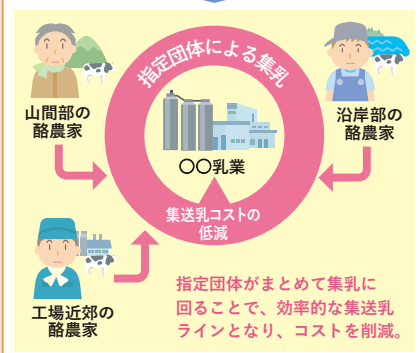 指定団体による集乳
山間部の
酪農家
沿岸部の
酪農家
〇〇乳業
集送乳コストの
低減
工場近郊の
酪農家
指定団体がまとめて集乳に
回ることで、効率的な集送乳
ラインとなり、コストを削減。